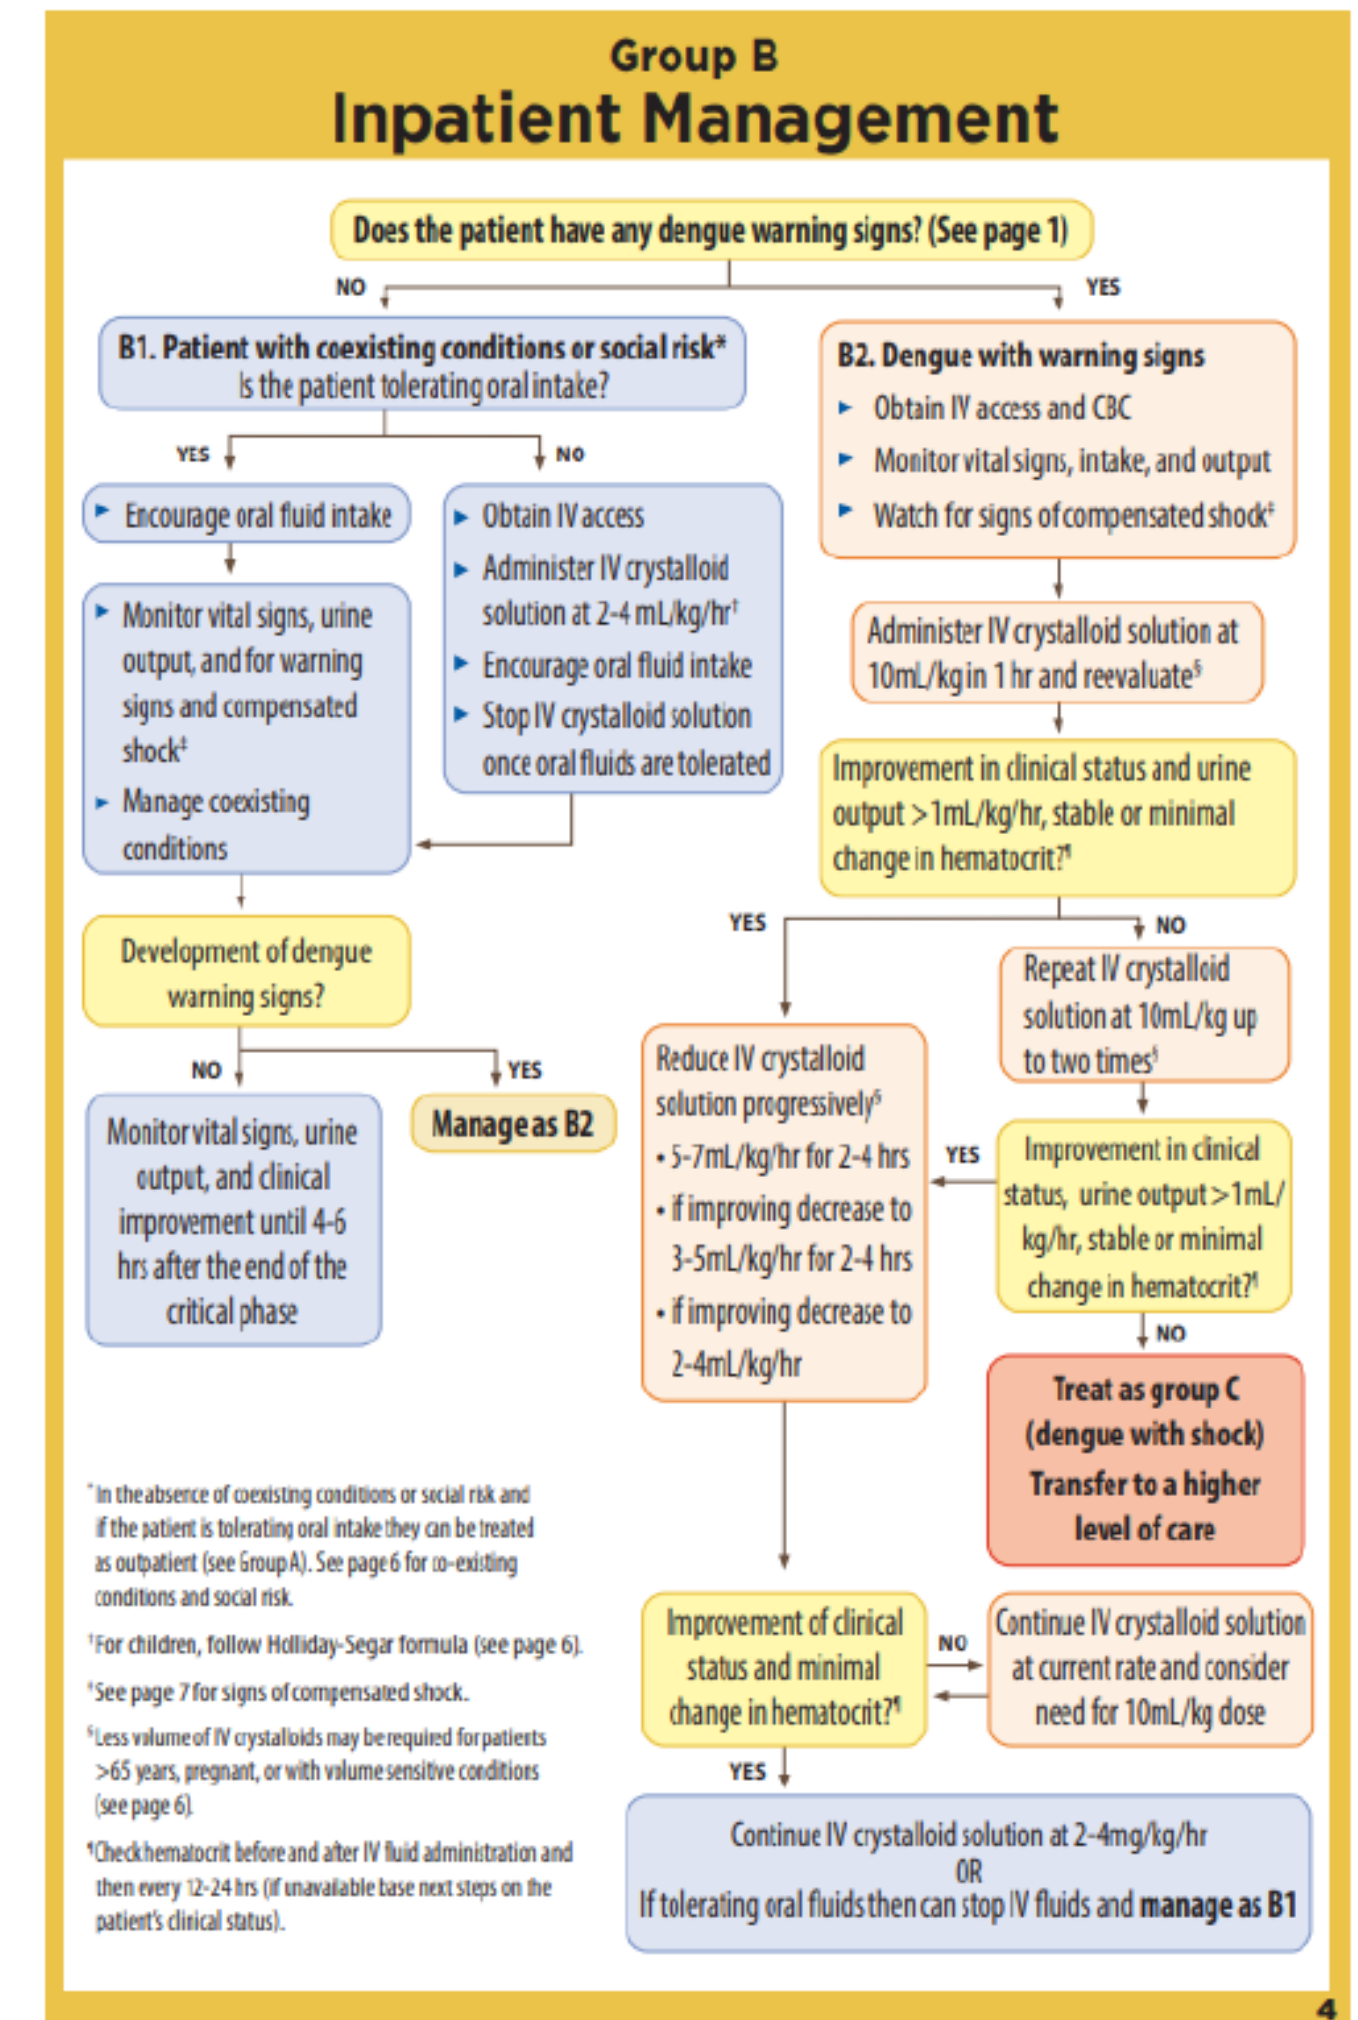 Group B
Inpatient Management
Does the patient have any dengue warning signs? (See page 1)
NO
YES
B1. Patient with coexisting conditions or social risk*
Is the patient tolerating oral intake?
YES
NO
► Encourage oral fluid intake
► Monitor vital signs, urine
output, and for warning
signs and compensated
shock‡
► Manage coexisting
conditions
► Obtain IV access
► Administer IV crystalloid
solution at 2-4 mL/kg/hr†
► Encourage oral fluid intake
► Stop IV crystalloid solution
once oral fluids are tolerated
Development of dengue
warning signs?
NO
YES
Monitor vital signs, urine
output, and clinical
improvement until 4-6
hrs after the end of the
critical phase
Manage as B2
B2. Dengue with warning signs
► Obtain IV access and CBC
► Monitor vital signs, intake, and output
► Watch for signs of compensated shock‡
Administer IV crystalloid solution at
10mL/kg in 1 hr and reevaluate§
Improvement in clinical status and urine
output >1mL/kg/hr, stable or minimal
change in hematocrit?¶
YES
NO
Repeat IV crystalloid
solution at 10mL/kg up
to two times§
Reduce IV crystalloid
solution progressively§
• 5-7mL/kg/hr for 2-4 hrs
• if improving decrease to
3-5mL/kg/hr for 2-4 hrs
• if improving decrease to
2-4mL/kg/hr
YES
Improvement in clinical
status, urine output >1mL/
kg/hr, stable or minimal
change in hematocrit?¶
NO
Treat as group C
(dengue with shock)
Transfer to a higher
level of care
Improvement of clinical
status and minimal
change in hematocrit?¶
NO
Continue IV crystalloid solution
at current rate and consider
need for 10mL/kg dose
YES
Continue IV crystalloid solution at 2-4mg/kg/hr
OR
If tolerating oral fluids then can stop IV fluids and manage as B1
*In the absence of coexisting conditions or social risk and
if the patient is tolerating oral intake they can be treated
as outpatient (see Group A). See page 6 for co-existing
conditions and social risk.
†For children, follow Holliday-Segar formula (see page 6).
‡See page 7 for signs of compensated shock.
§Less volume of IV crystalloids may be required for patients
>65 years, pregnant, or with volume sensitive conditions
(see page 6).
¶Check hematocrit before and after IV fluid administration and
then every 12-24 hrs (if unavailable base next steps on the
patient's clinical status).
4